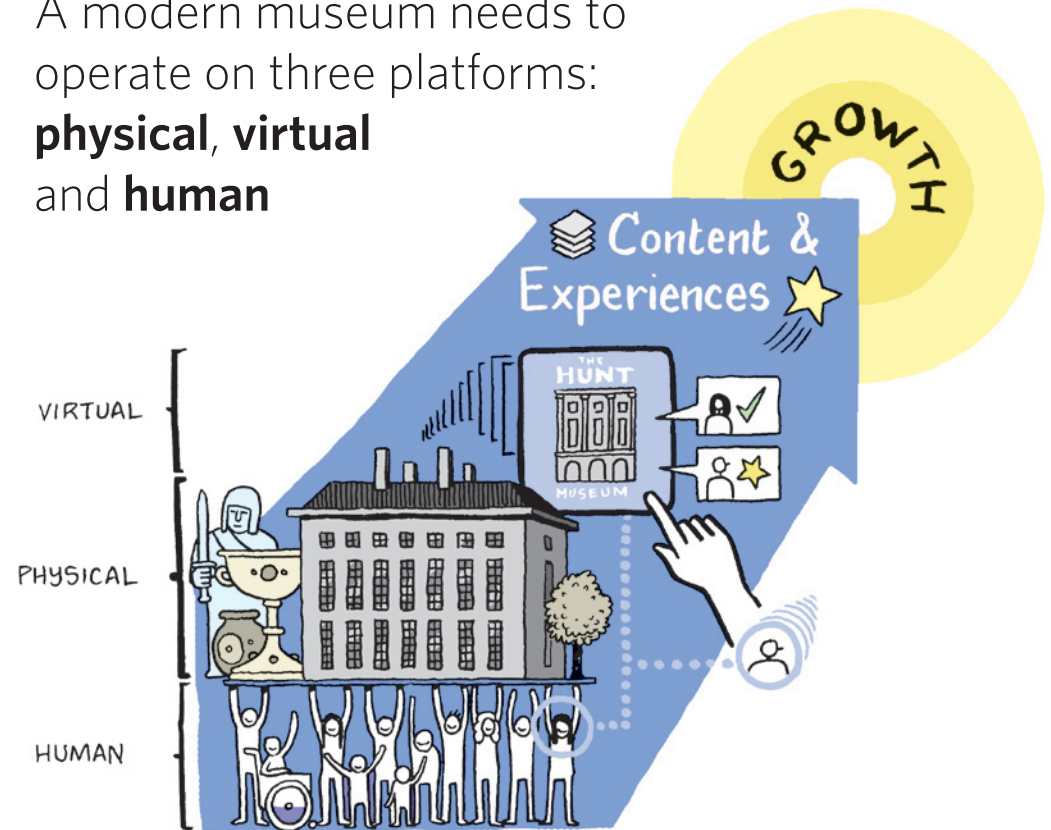 A modern museum needs to
operate on three platforms:
physical, virtual
and human
GROWTH
Content &
Experiences
THE
HUNT
MUSEUM
VIRTUAL
PHYSICAL
HUMAN